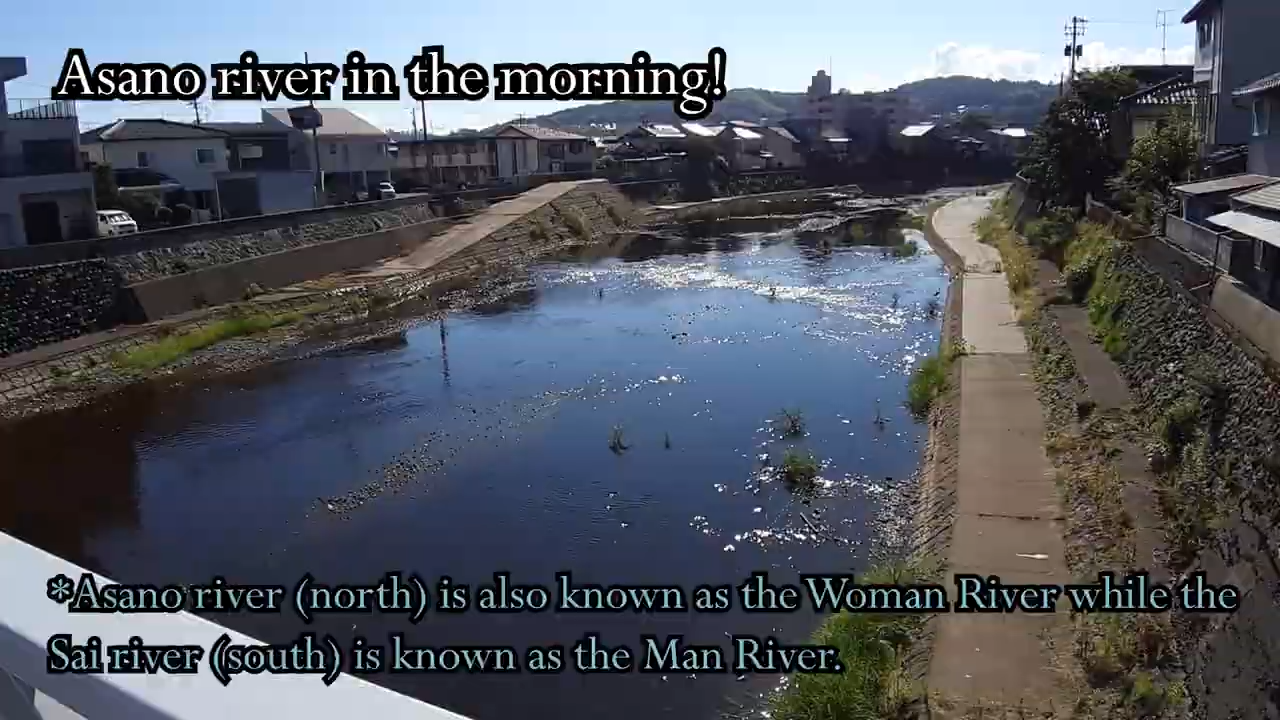 Asano river in the morning!
*Asano river (north) is also known as the Woman River while the
Sai river (south) is known as the Man River.